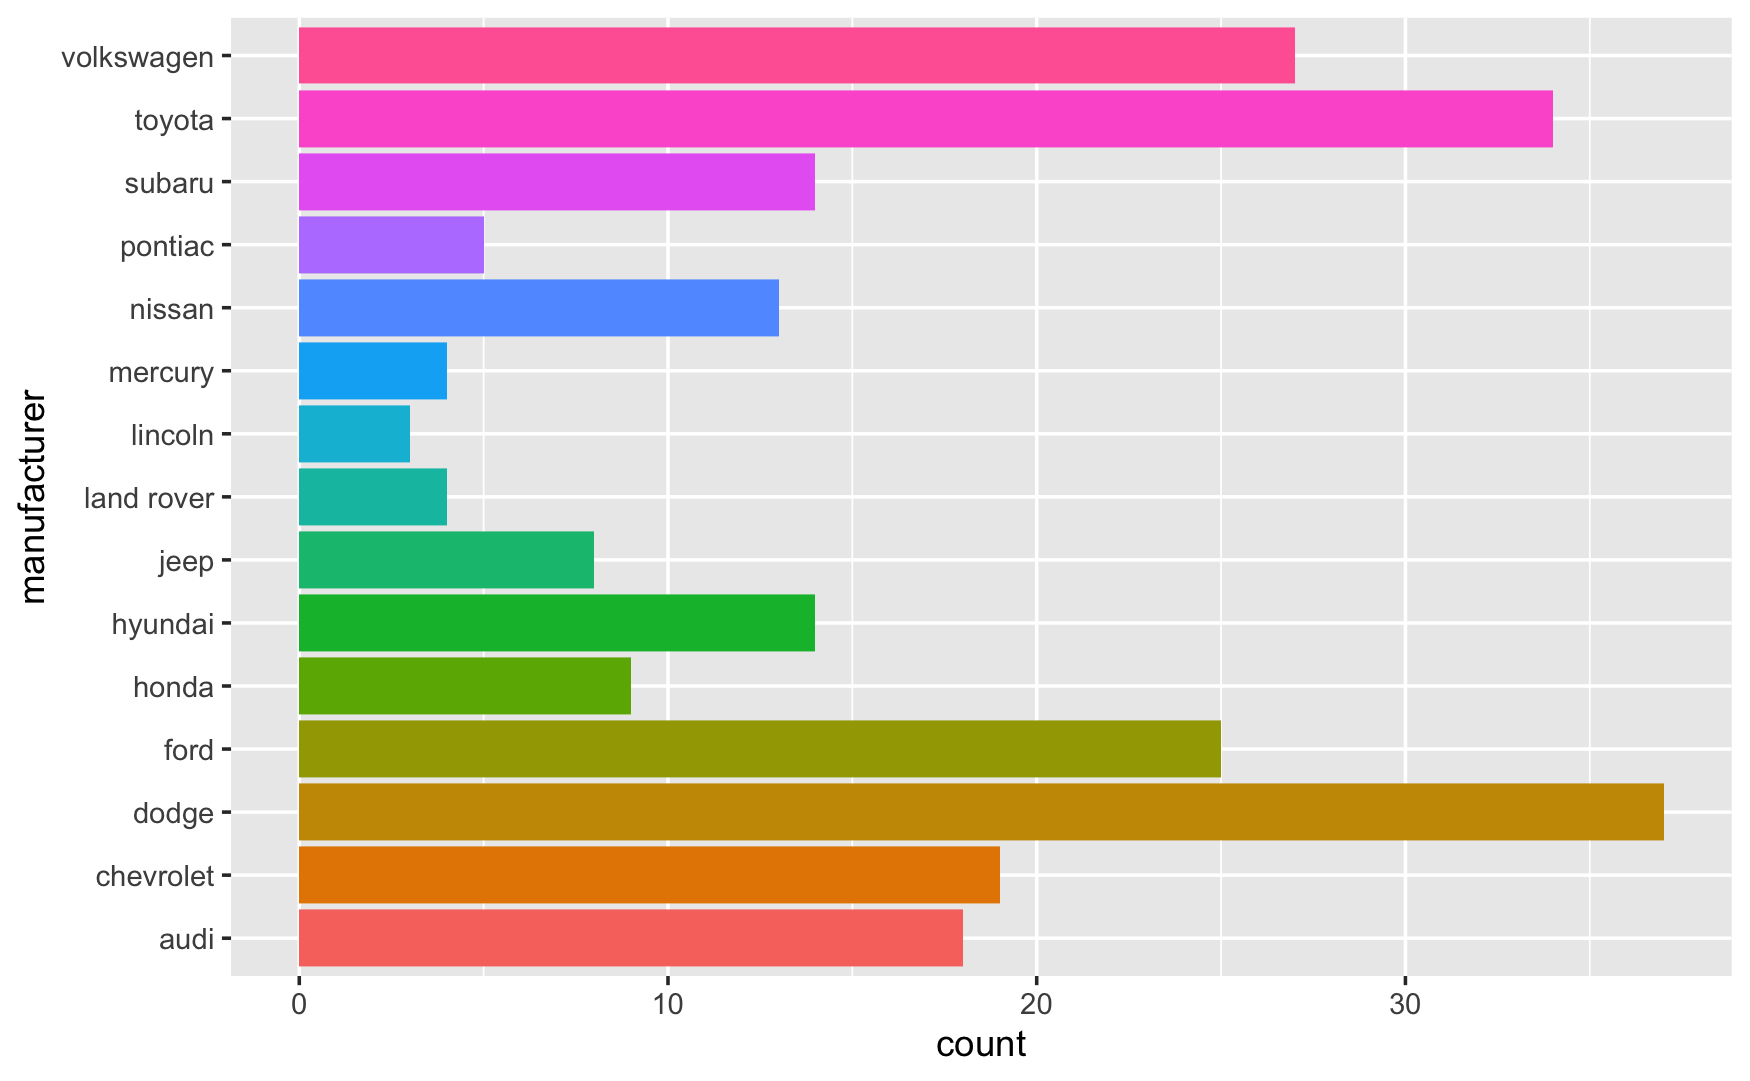 volkswagen
toyota
subaru
pontiac
nissan
mercury
lincoln
land rover
jeep
hyundai
honda
ford
dodge
chevrolet
audi
manufacturer
0 10 20 30
count